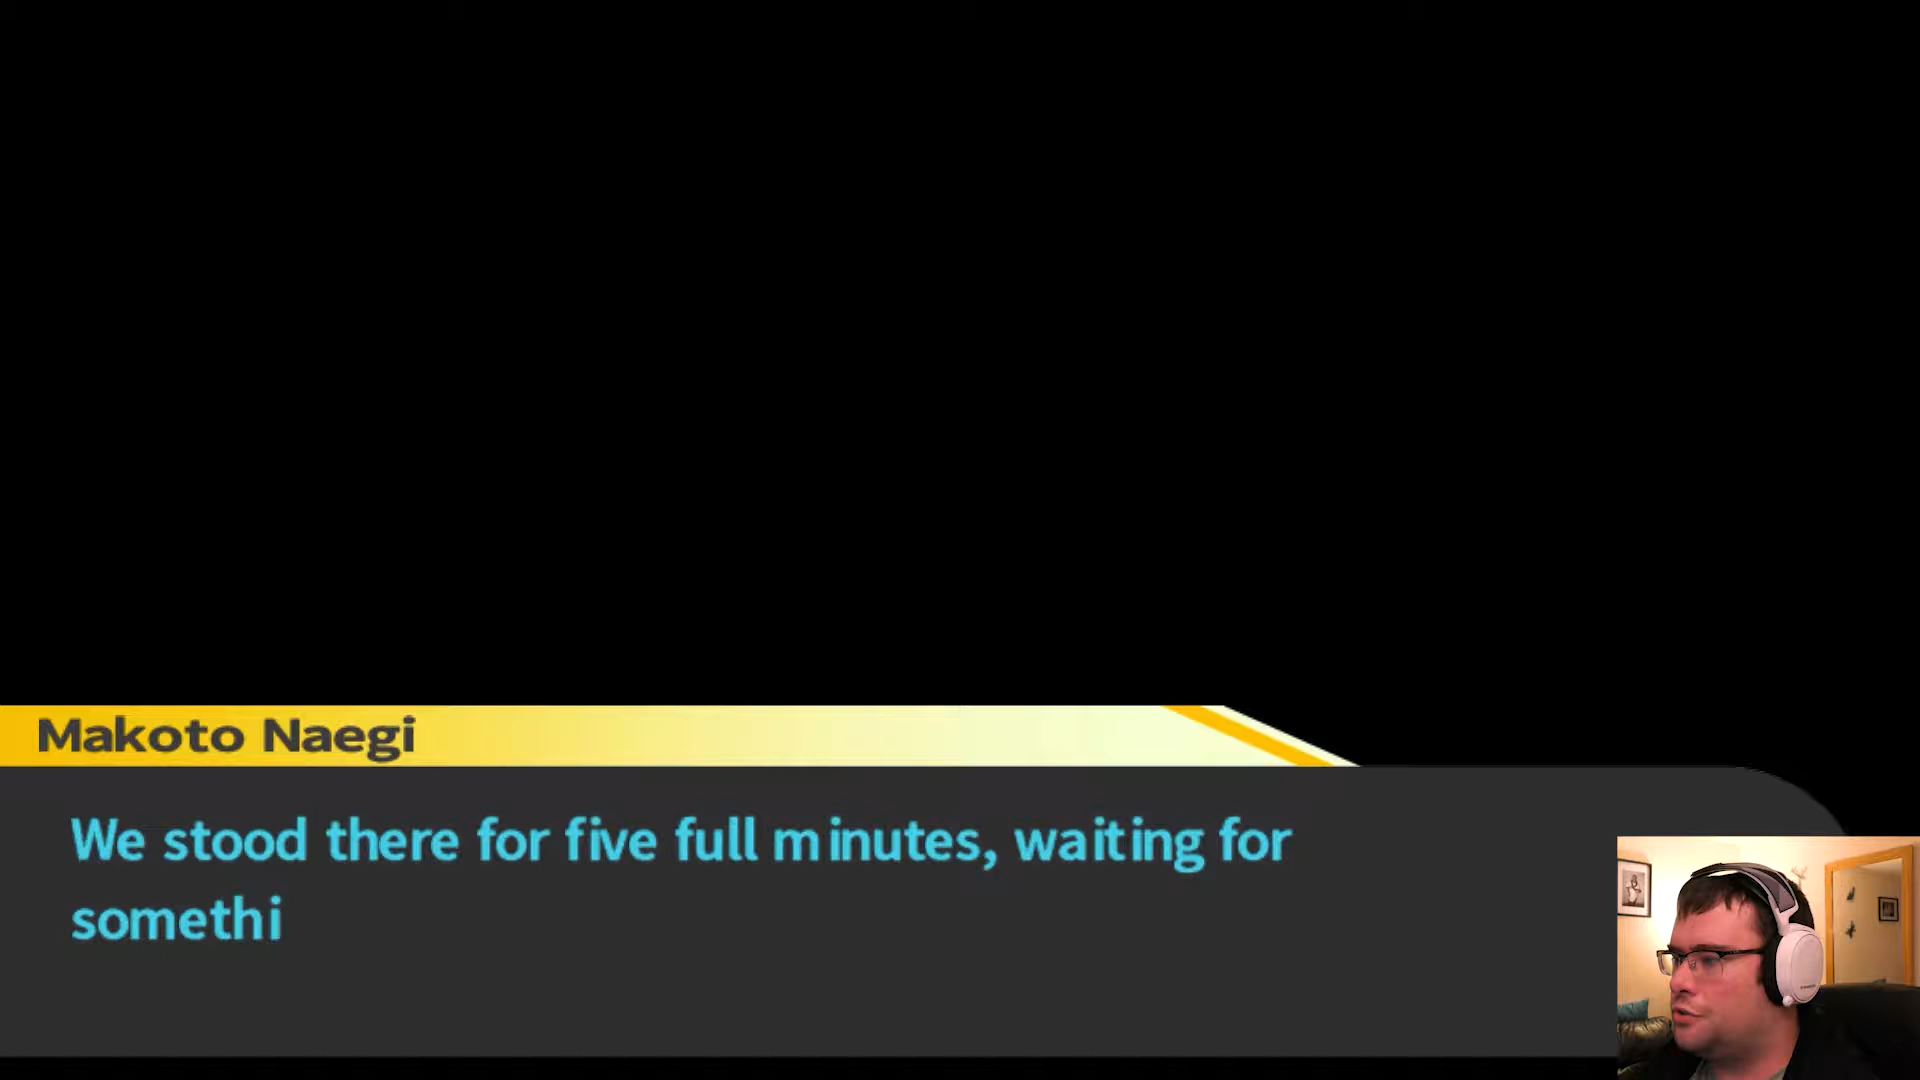 Makoto Naegi
We stood there for five full minutes, waiting for
somethi